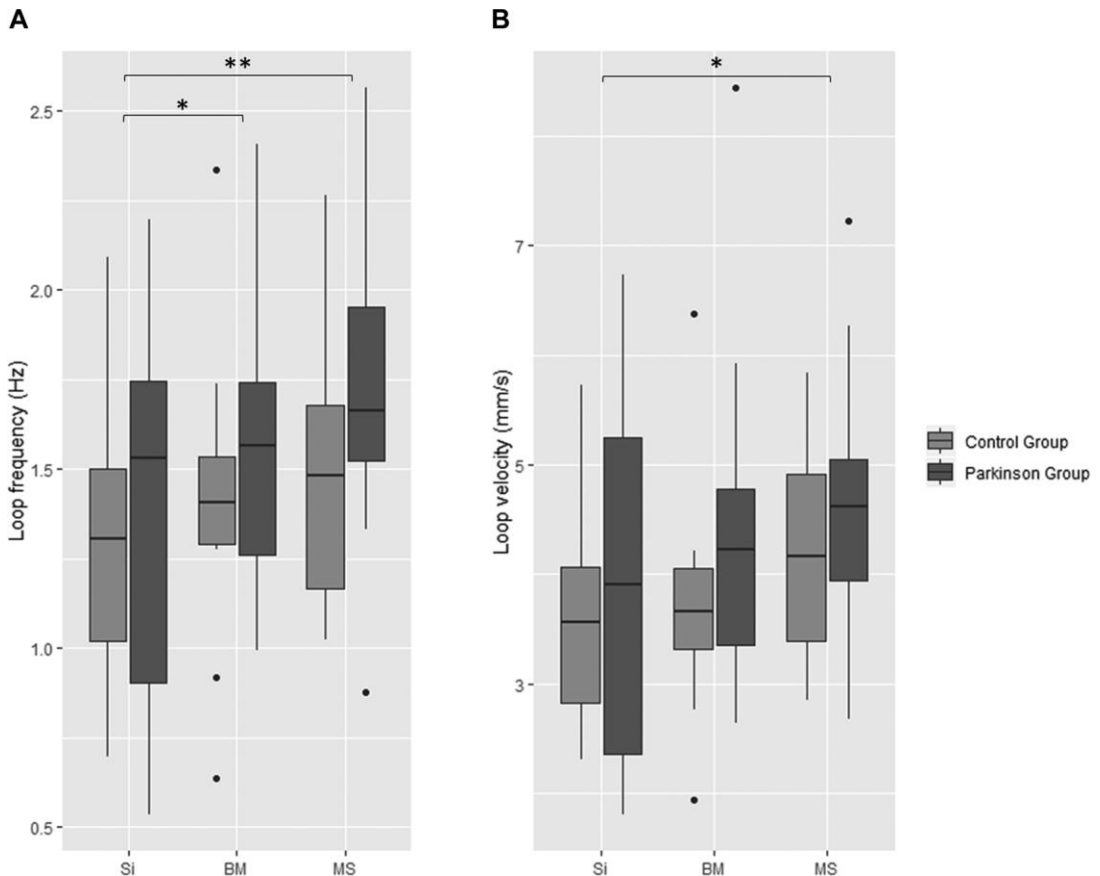 A
B
**
*
*
2.5
2.0
1.5
1.0
0.5
Loop frequency (Hz)
Si
BM
MS
7
5
3
Loop velocity (mm/s)
Si
BM
MS
Control Group
Parkinson Group